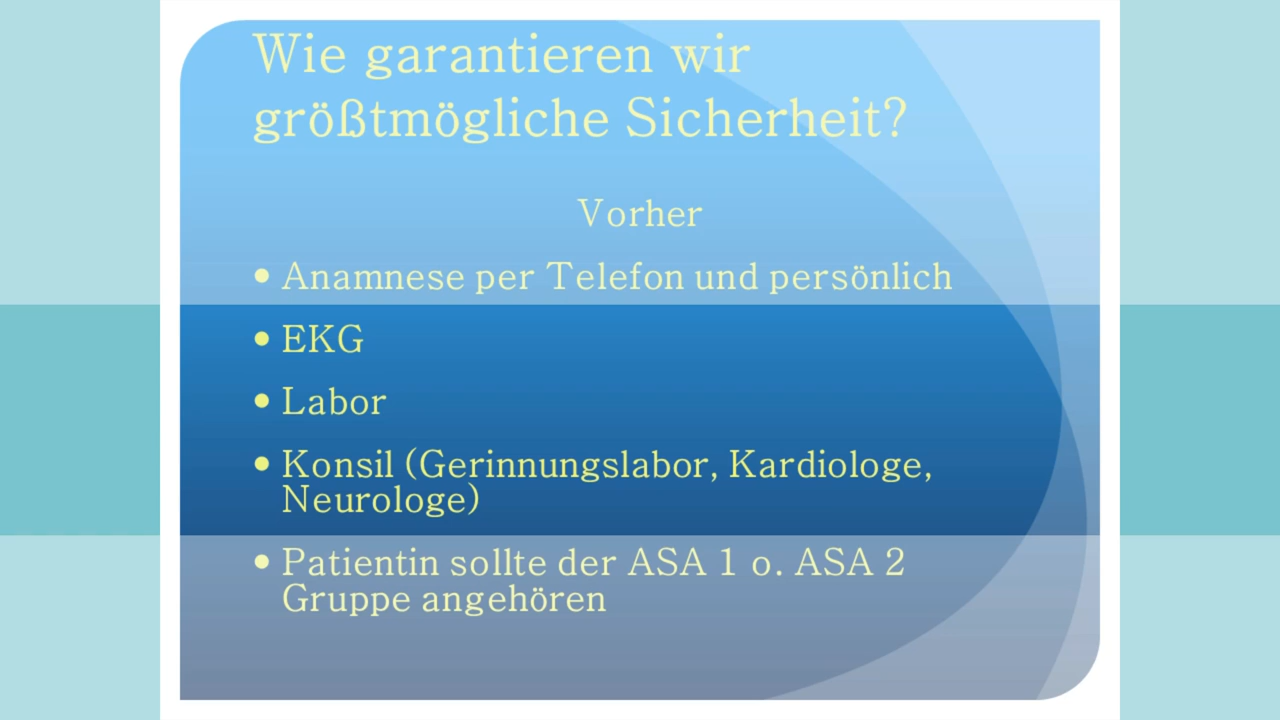 Wie garantieren wir
größtmögliche Sicherheit?
Vorher
• Anamnese per Telefon und persönlich
• EKG
• Labor
• Konsil (Gerinnungslabor, Kardiologe,
Neurologe)
• Patientin sollte der ASA 1 o. ASA 2
Gruppe angehören